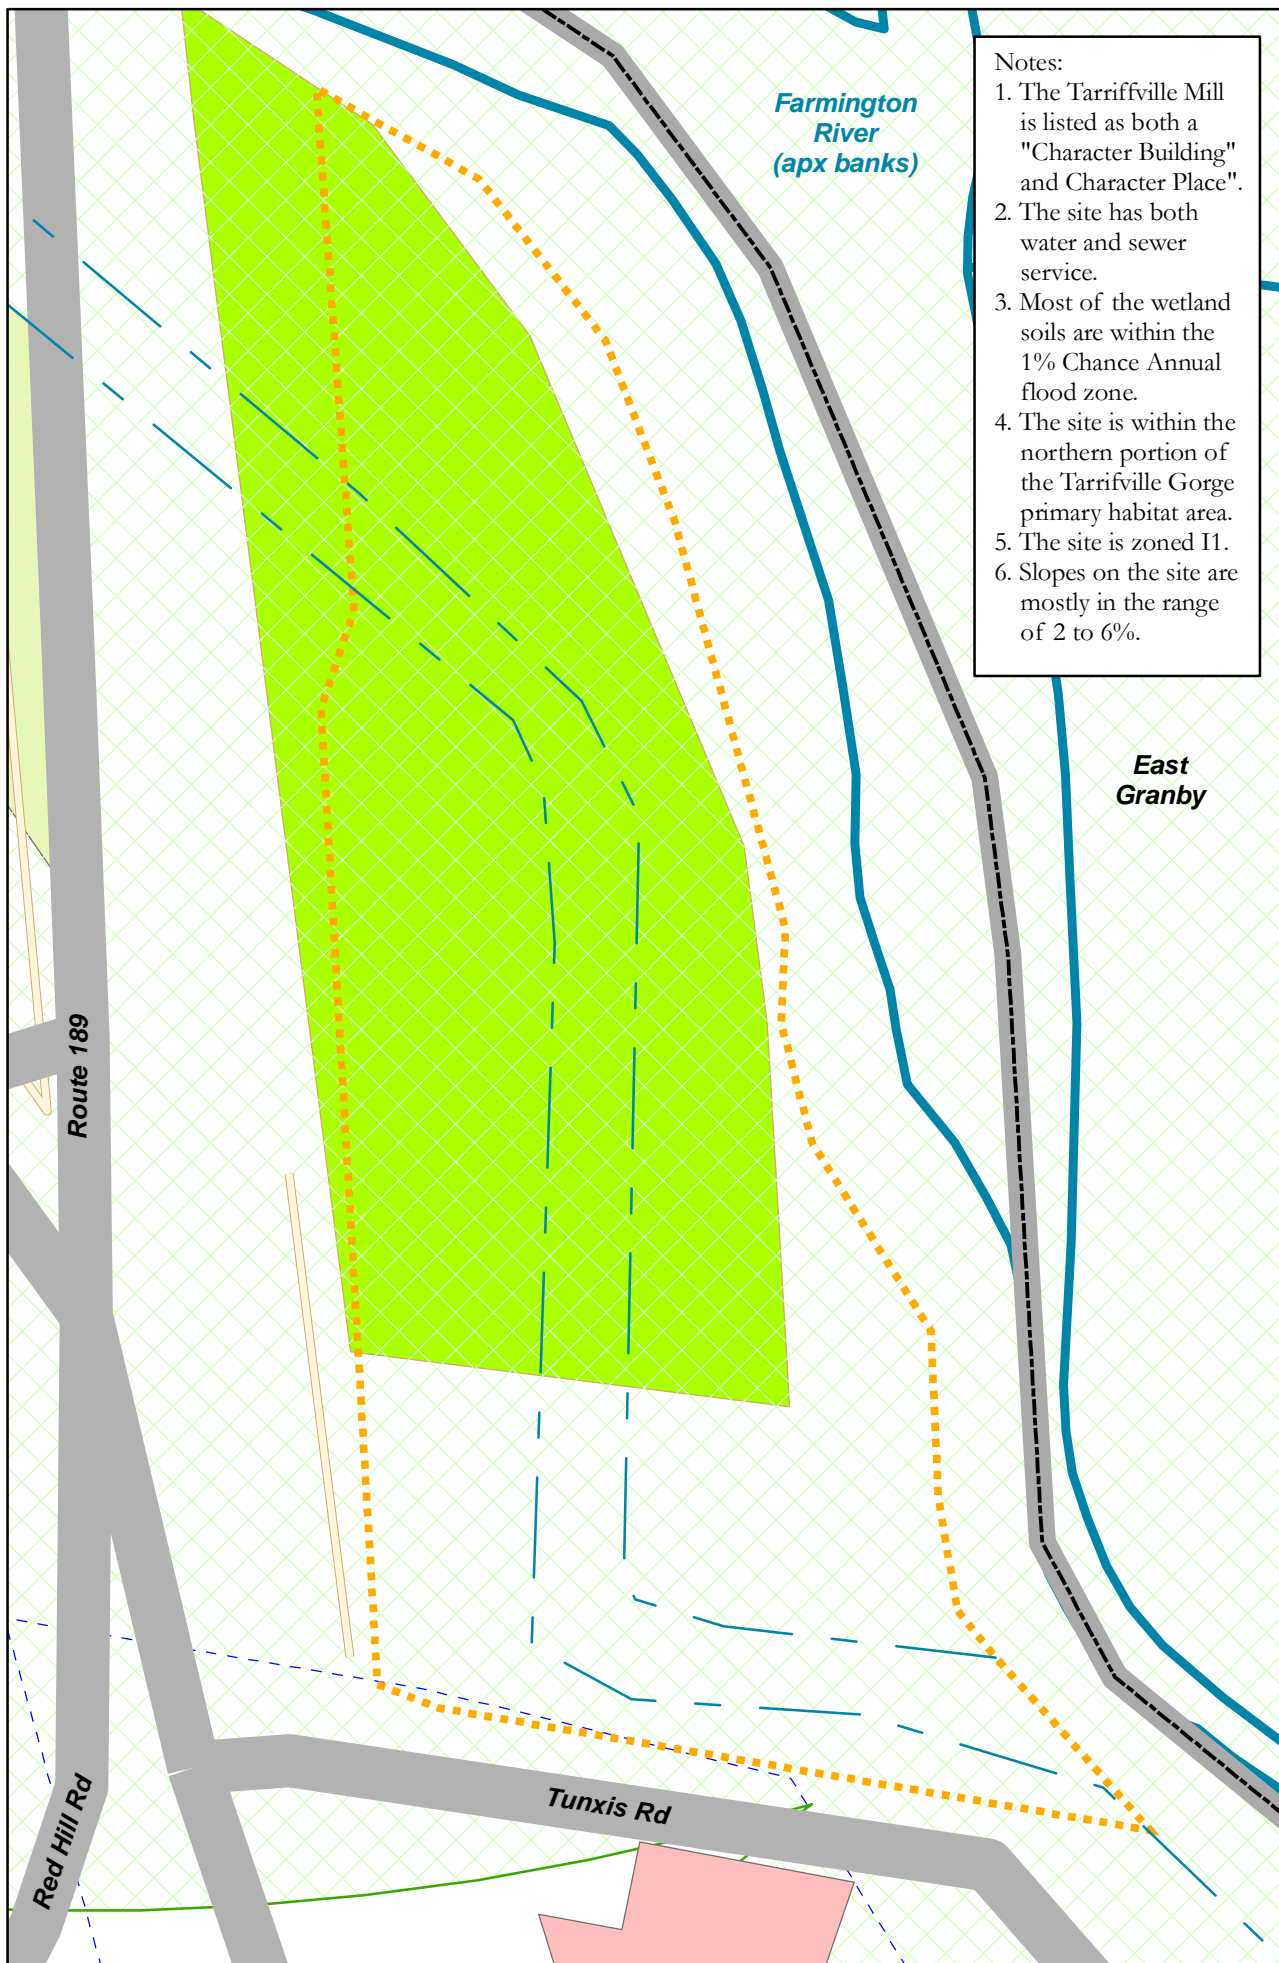 Farmington
River
(apx banks)
Notes:
1. The Tarriffville Mill
is listed as both a
"Character Building"
and Character Place".
2. The site has both
water and sewer
service.
3. Most of the wetland
soils are within the
1% Chance Annual
flood zone.
4. The site is within the
northern portion of
the Tarrifville Gorge
primary habitat area.
5. The site is zoned I1.
6. Slopes on the site are
mostly in the range
of 2 to 6%.
East
Granby
Route 189
Red Hill Rd
Tunxis Rd